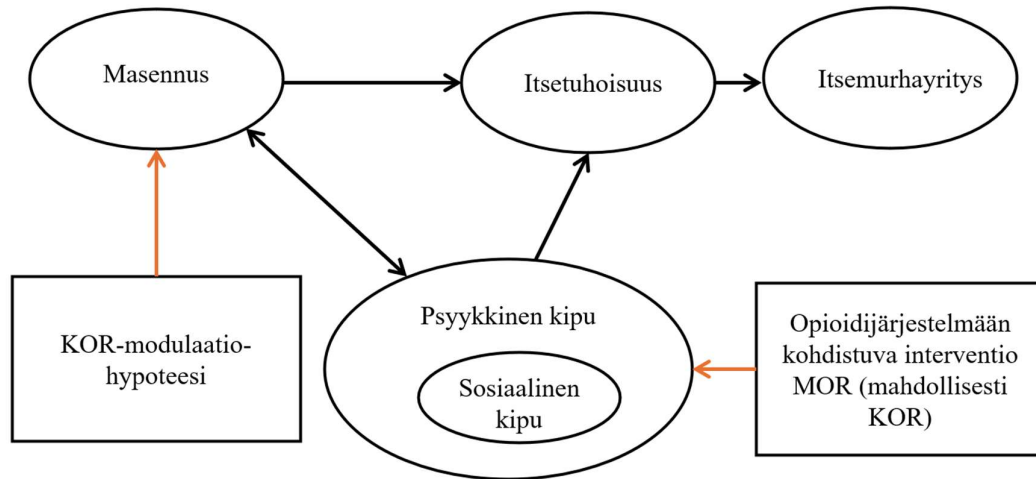 Masennus
Itsetuhoisuus
Itsemurhayritys
KOR-modulaatio-
hypoteesi
Psyykkinen kipu
Sosiaalinen
kipu
Opioidijärjestelmään
kohdistuva interventio
MOR (mahdollisesti
KOR)